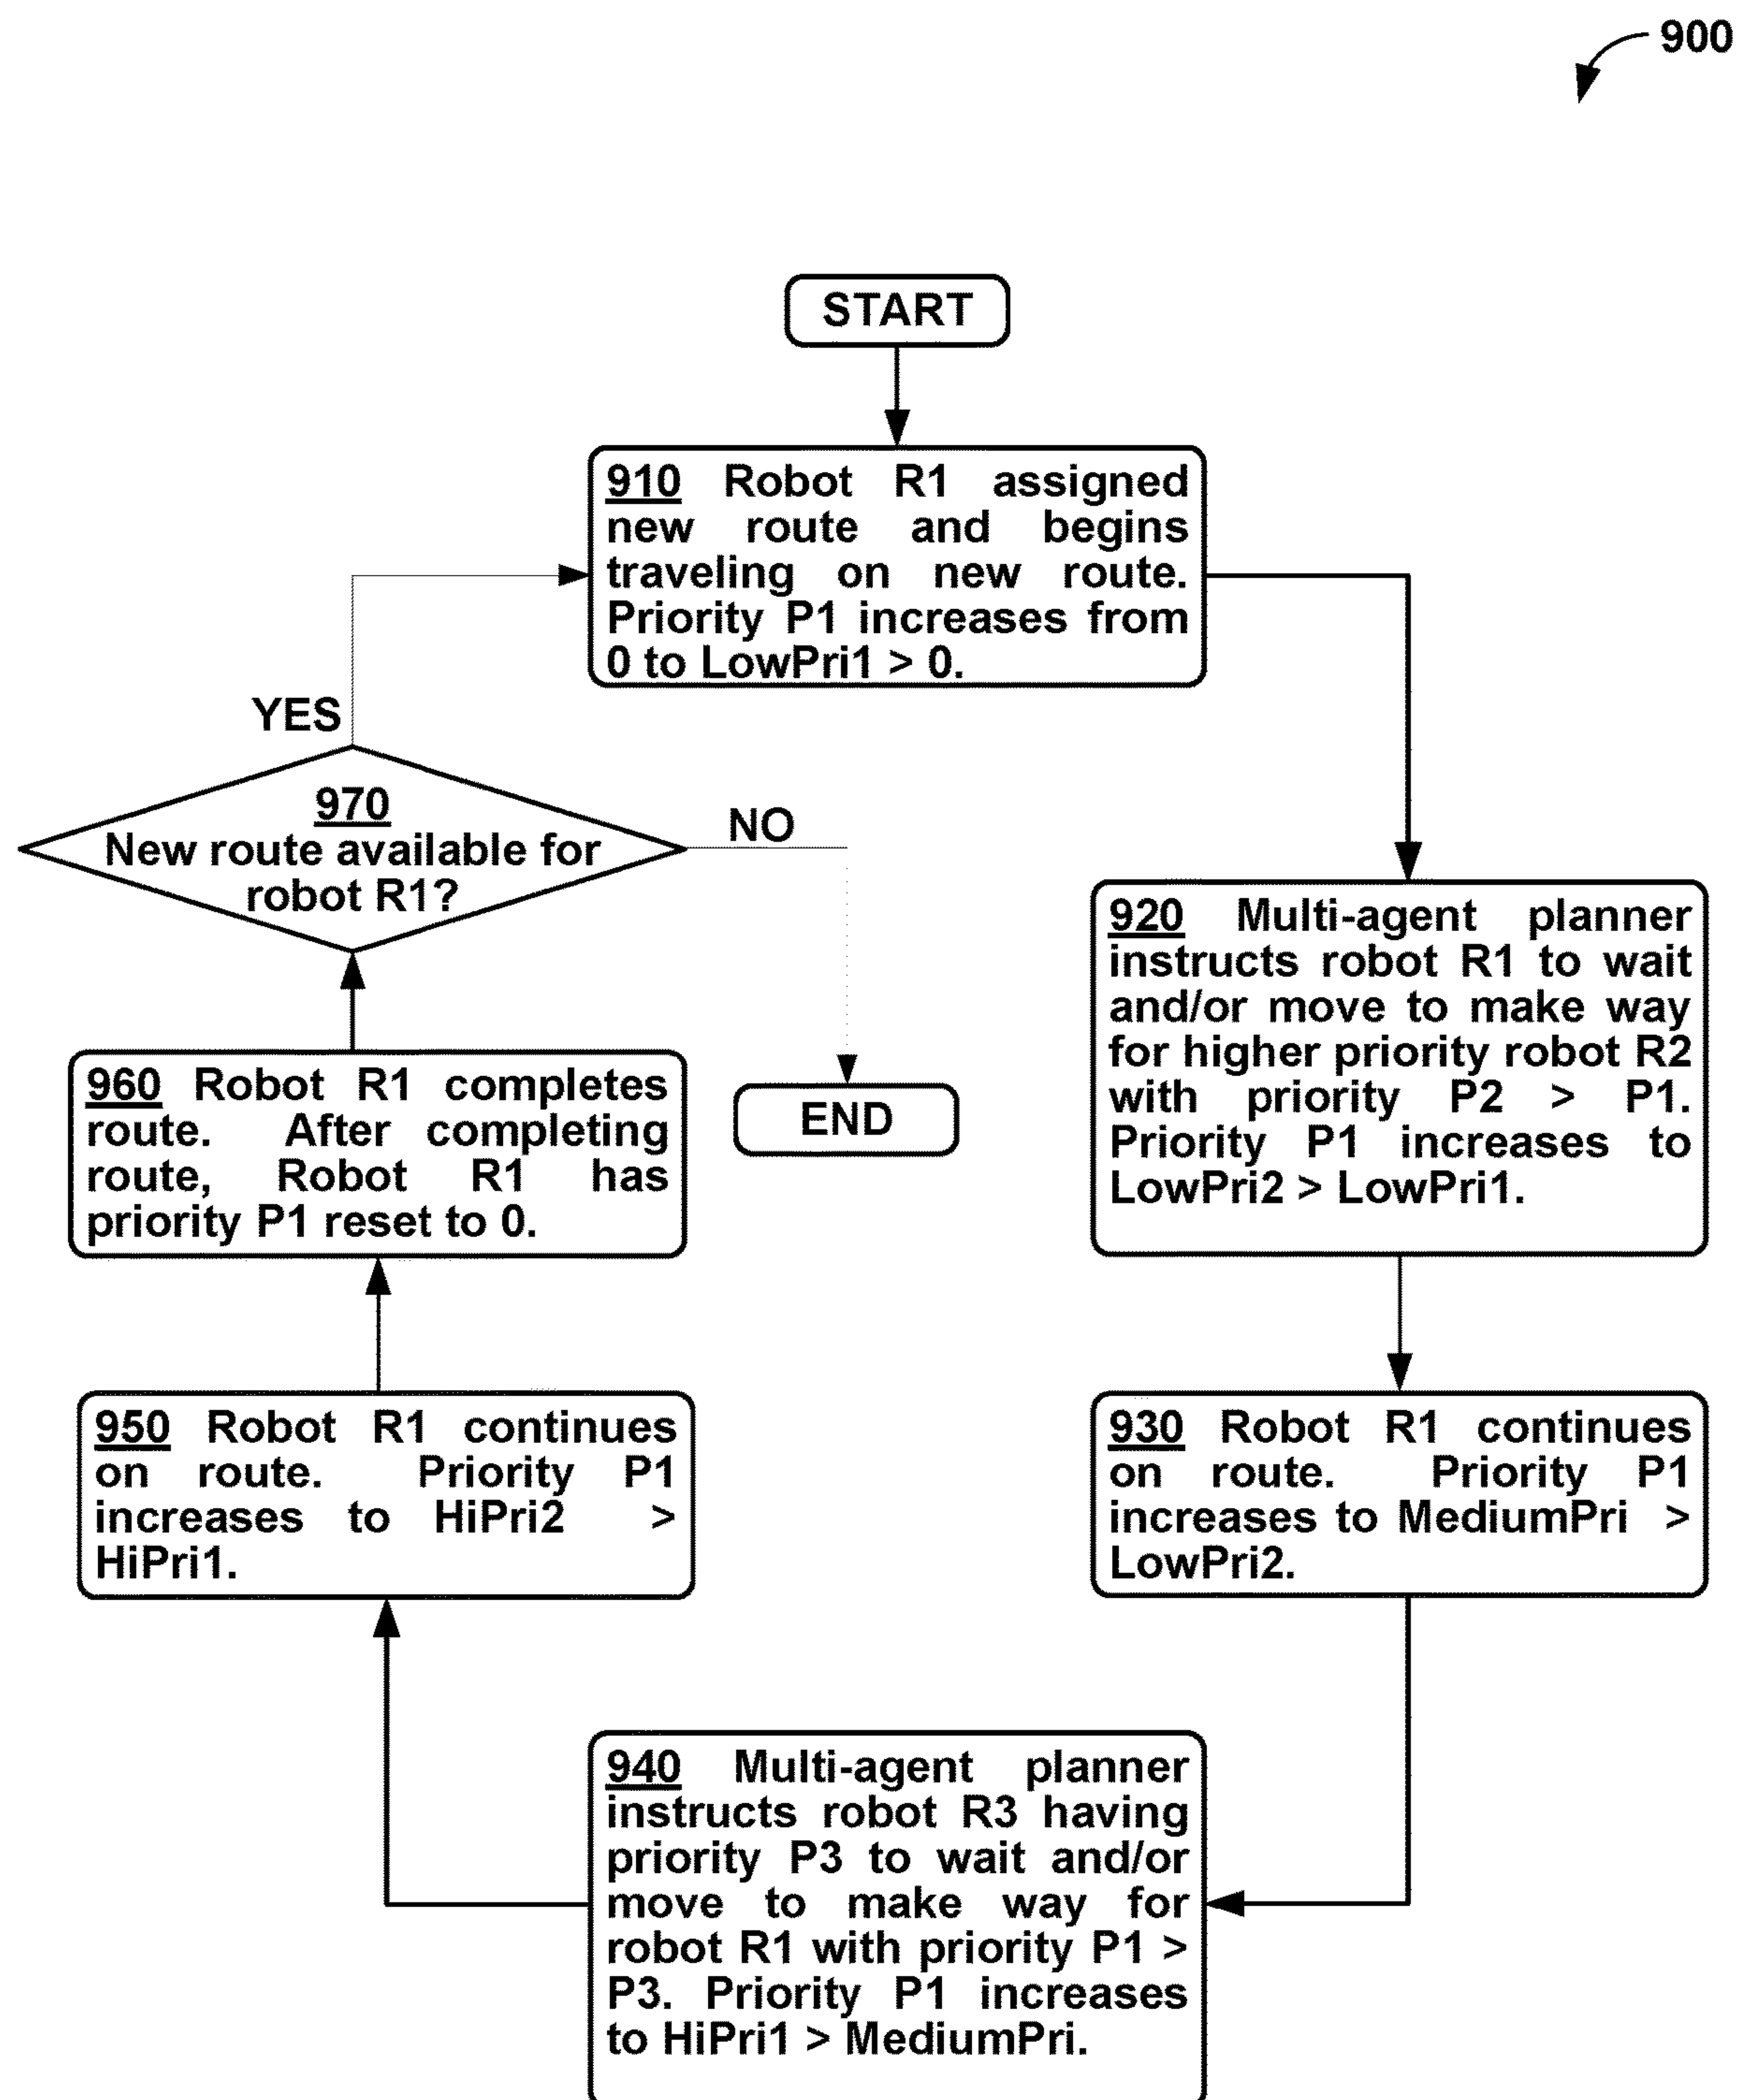 900
START
910 Robot R1 assigned
new route and begins
traveling on new route.
Priority P1 increases from
0 to LowPri1 > 0.
YES
970
New route available for
robot R1?
NO
920 Multi-agent planner
instructs robot R1 to wait
and/or move to make way
for higher priority robot R2
with priority P2 > P1.
Priority P1 increases to
LowPri2 > LowPri1.
960 Robot R1 completes
route. After completing
route, Robot R1 has
priority P1 reset to 0.
END
950 Robot R1 continues
on route. Priority P1
increases to HiPri2 >
HiPri1.
930 Robot R1 continues
on route. Priority P1
increases to MediumPri >
LowPri2.
940 Multi-agent planner
instructs robot R3 having
priority P3 to wait and/or
move to make way for
robot R1 with priority P1 >
P3. Priority P1 increases
to HiPri1 > MediumPri.